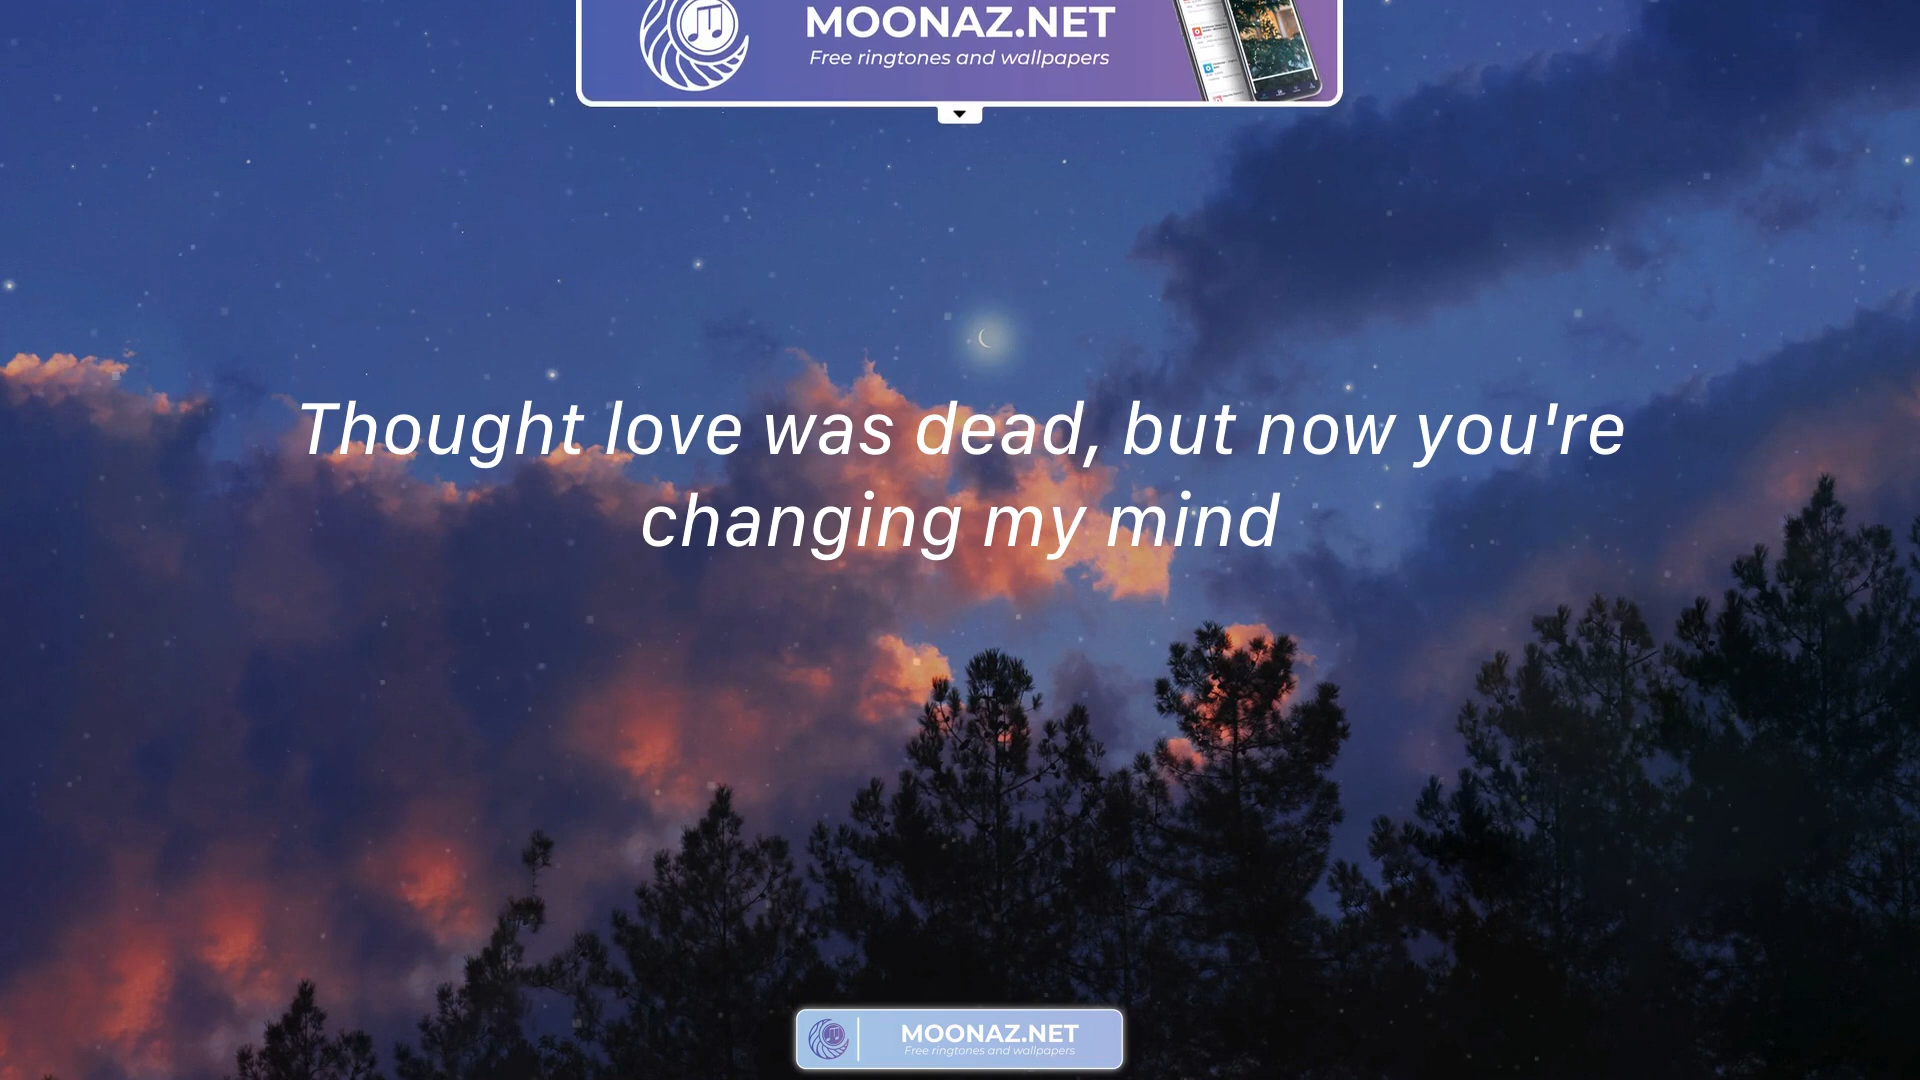 MOONAZ.NET
Free ringtones and wallpapers
Thought love was dead, but now you're
changing my mind
MOONAZ.NET
Free ringtones and wallpapers